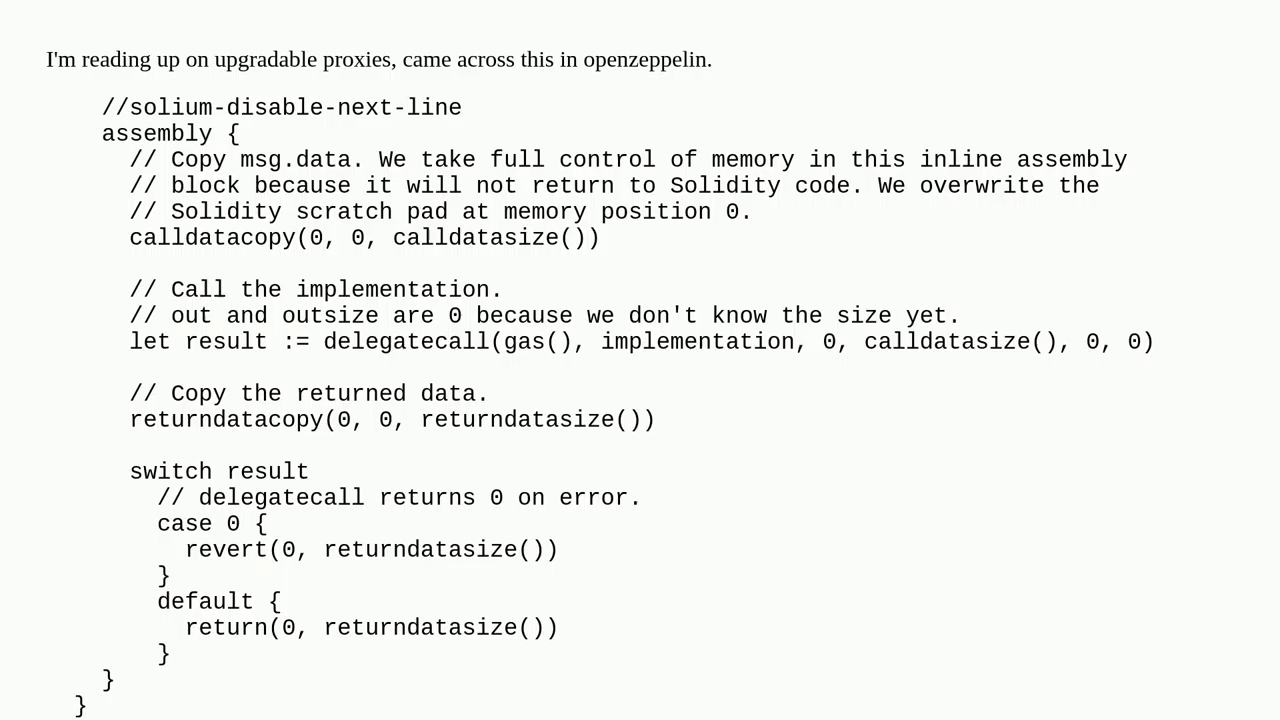 I'm reading up on upgradable proxies, came across this in openzeppelin.
//solium-disable-next-line
assembly {
// Copy msg.data. We take full control of memory in this inline assembly
// block because it will not return to Solidity code. We overwrite the
// Solidity scratch pad at memory position 0.
calldatacopy(0, 0, calldatasize())
// Call the implementation.
// out and outsize are 0 because we don't know the size yet.
let result := delegatecall(gas(), implementation, 0, calldatasize(), 0, 0)
// Copy the returned data.
returndatacopy(0, 0, returndatasize())
switch result
// delegatecall returns 0 on error.
case 0 {
revert(0, returndatasize())
}
default {
return(0, returndatasize())
}
}
}